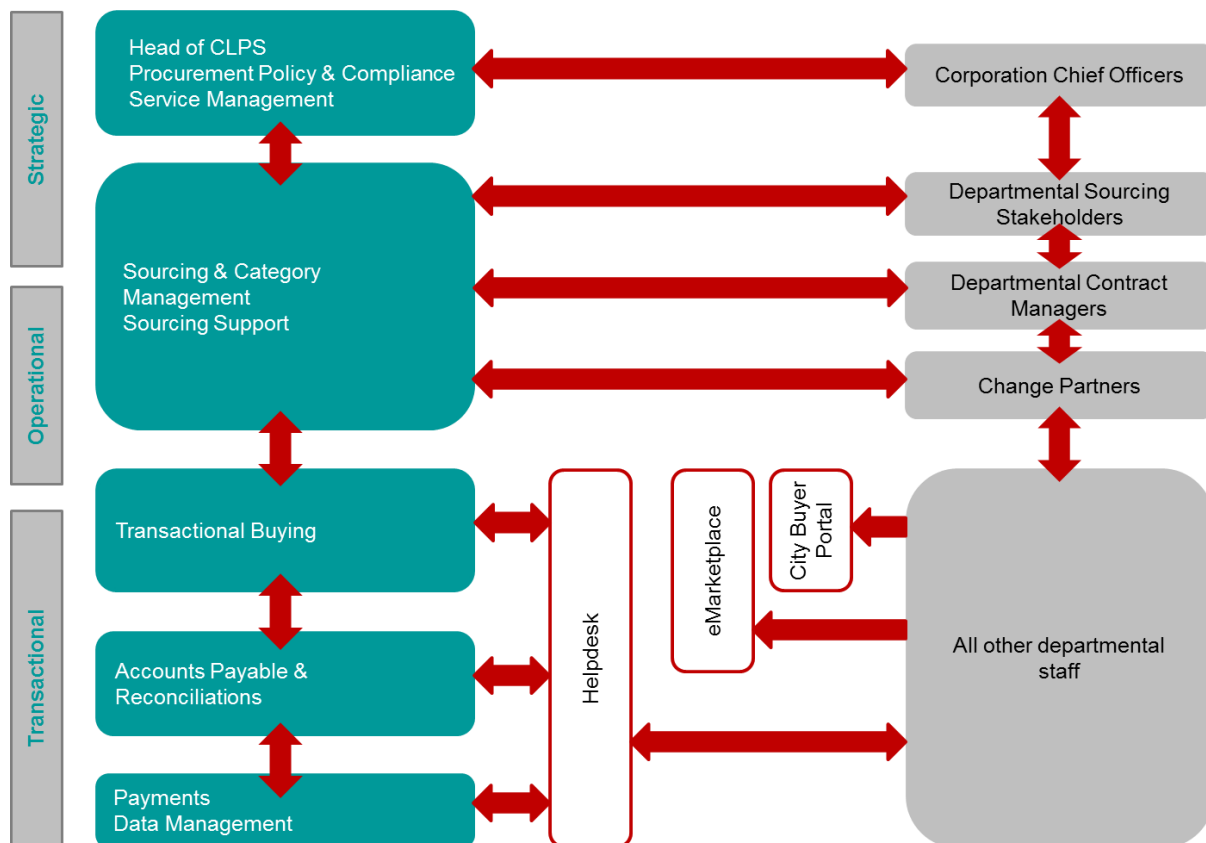 Strategic
Head of CLPS
Procurement Policy & Compliance
Service Management
Corporation Chief Officers
Departmental Sourcing
Stakeholders
Sourcing & Category
Management
Sourcing Support
Departmental Contract
Managers
Operational
Change Partners
Transactional
Transactional Buying
Helpdesk
eMarketplace
City Buyer
Portal
All other departmental
staff
Accounts Payable &
Reconciliations
Payments
Data Management